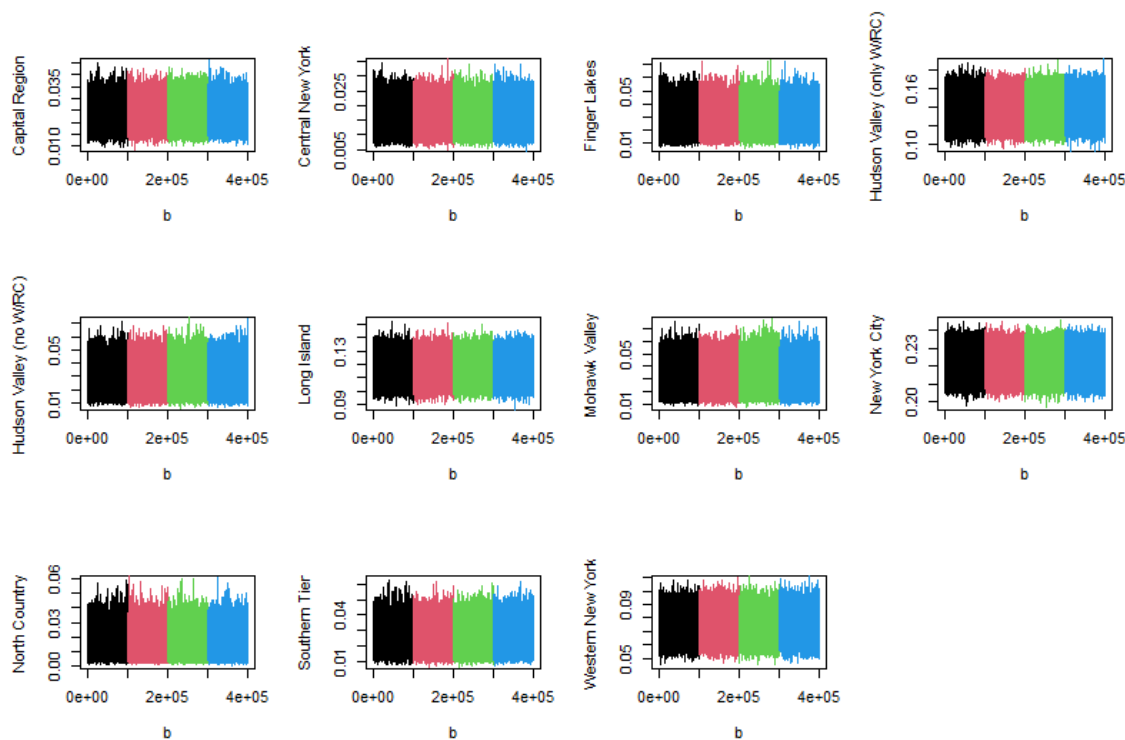 Capital Region
0.010 0.035
0e+00 2e+05 4e+05
b
Central New York
0.005 0.025
0e+00 2e+05 4e+05
b
Finger Lakes
0.01 0.05
0e+00 2e+05 4e+05
b
Hudson Valley (only W/RC)
0.10 0.16
0e+00 2e+05 4e+05
b
Hudson Valley (no W/RC)
0.01 0.05
0e+00 2e+05 4e+05
b
Long Island
0.09 0.13
0e+00 2e+05 4e+05
b
Mohawk Valley
0.01 0.05
0e+00 2e+05 4e+05
b
New York City
0.20 0.23
0e+00 2e+05 4e+05
b
North Country
0.00 0.03 0.06
0e+00 2e+05 4e+05
b
Southern Tier
0.01 0.04
0e+00 2e+05 4e+05
b
Western New York
0.05 0.09
0e+00 2e+05 4e+05
b